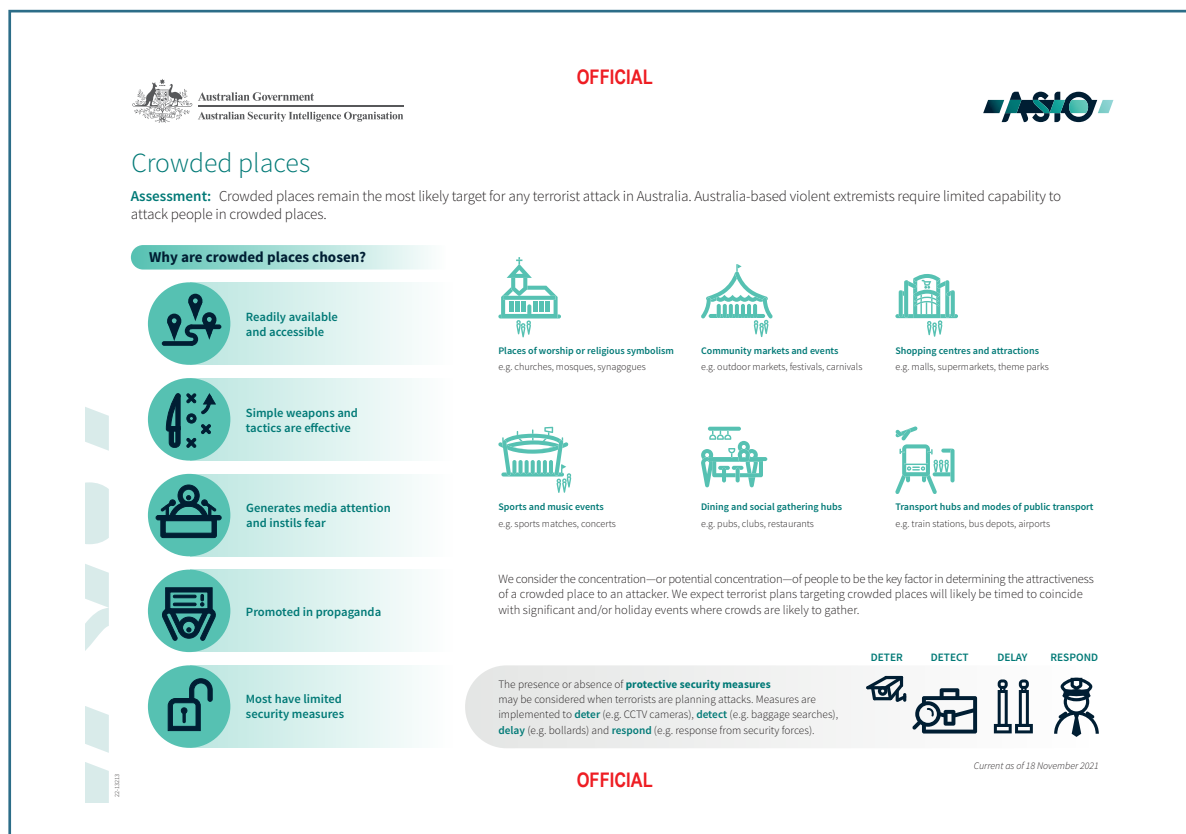 OFFICIAL
Australian Government
Australian Security Intelligence Organisation
ASIO
Crowded places
Assessment: Crowded places remain the most likely target for any terrorist attack in Australia. Australia-based violent extremists require limited capability to
attack people in crowded places.
Why are crowded places chosen?
Readily available
and accessible
Simple weapons and
tactics are effective
Generates media attention
and instils fear
Promoted in propaganda
Most have limited
security measures
Places of worship or religious symbolism
e.g. churches, mosques, synagogues
Community markets and events
e.g. outdoor markets, festivals, carnivals
Shopping centres and attractions
e.g. malls, supermarkets, theme parks
Sports and music events
e.g. sports matches, concerts
Dining and social gathering hubs
e.g. pubs, clubs, restaurants
Transport hubs and modes of public transport
e.g. train stations, bus depots, airports
We consider the concentration—or potential concentration—of people to be the key factor in determining the attractiveness
of a crowded place to an attacker. We expect terrorist plans targeting crowded places will likely be timed to coincide
with significant and/or holiday events where crowds are likely to gather.
The presence or absence of protective security measures
may be considered when terrorists are planning attacks. Measures are
implemented to deter (e.g. CCTV cameras), detect (e.g. baggage searches),
delay (e.g. bollards) and respond (e.g. response from security forces).
DETER
DETECT
DELAY
RESPOND
Current as of 18 November 2021
22-13213
OFFICIAL